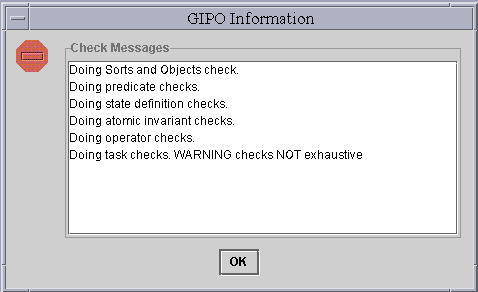 GIPO Information
Check Messages
Doing Sorts and Objects check.
Doing predicate checks.
Doing state definition checks.
Doing atomic invariant checks.
Doing operator checks.
Doing task checks. WARNING checks NOT exhaustive
OK